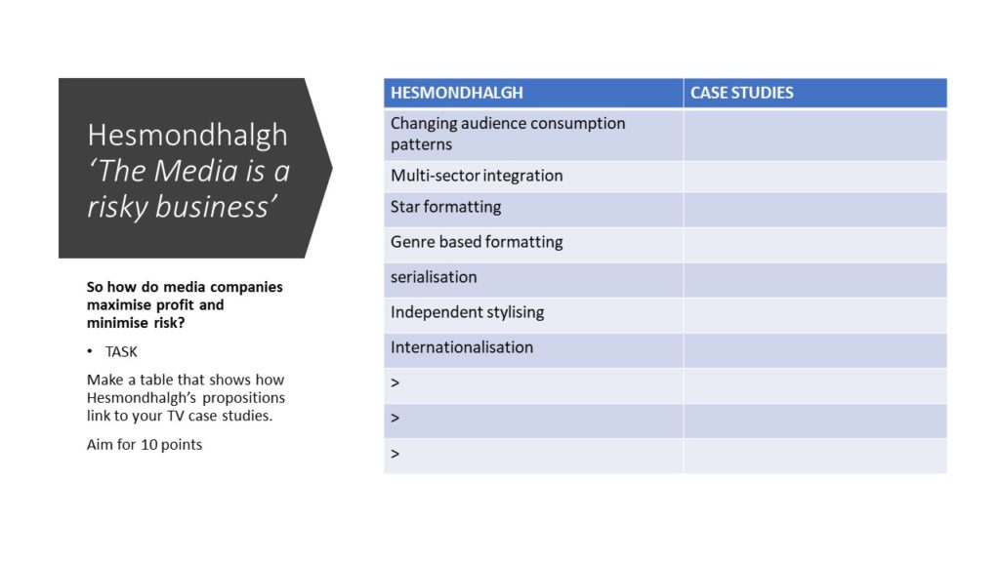 Hesmondhalgh
‘The Media is a
risky business’
So how do media companies
maximise profit and
minimise risk?
• TASK
Make a table that shows how
Hesmondhalgh’s propositions
link to your TV case studies.
Aim for 10 points
HESMONDHALGH
CASE STUDIES
Changing audience consumption
patterns
Multi-sector integration
Star formatting
Genre based formatting
serialisation
Independent stylising
Internationalisation
>
>
>